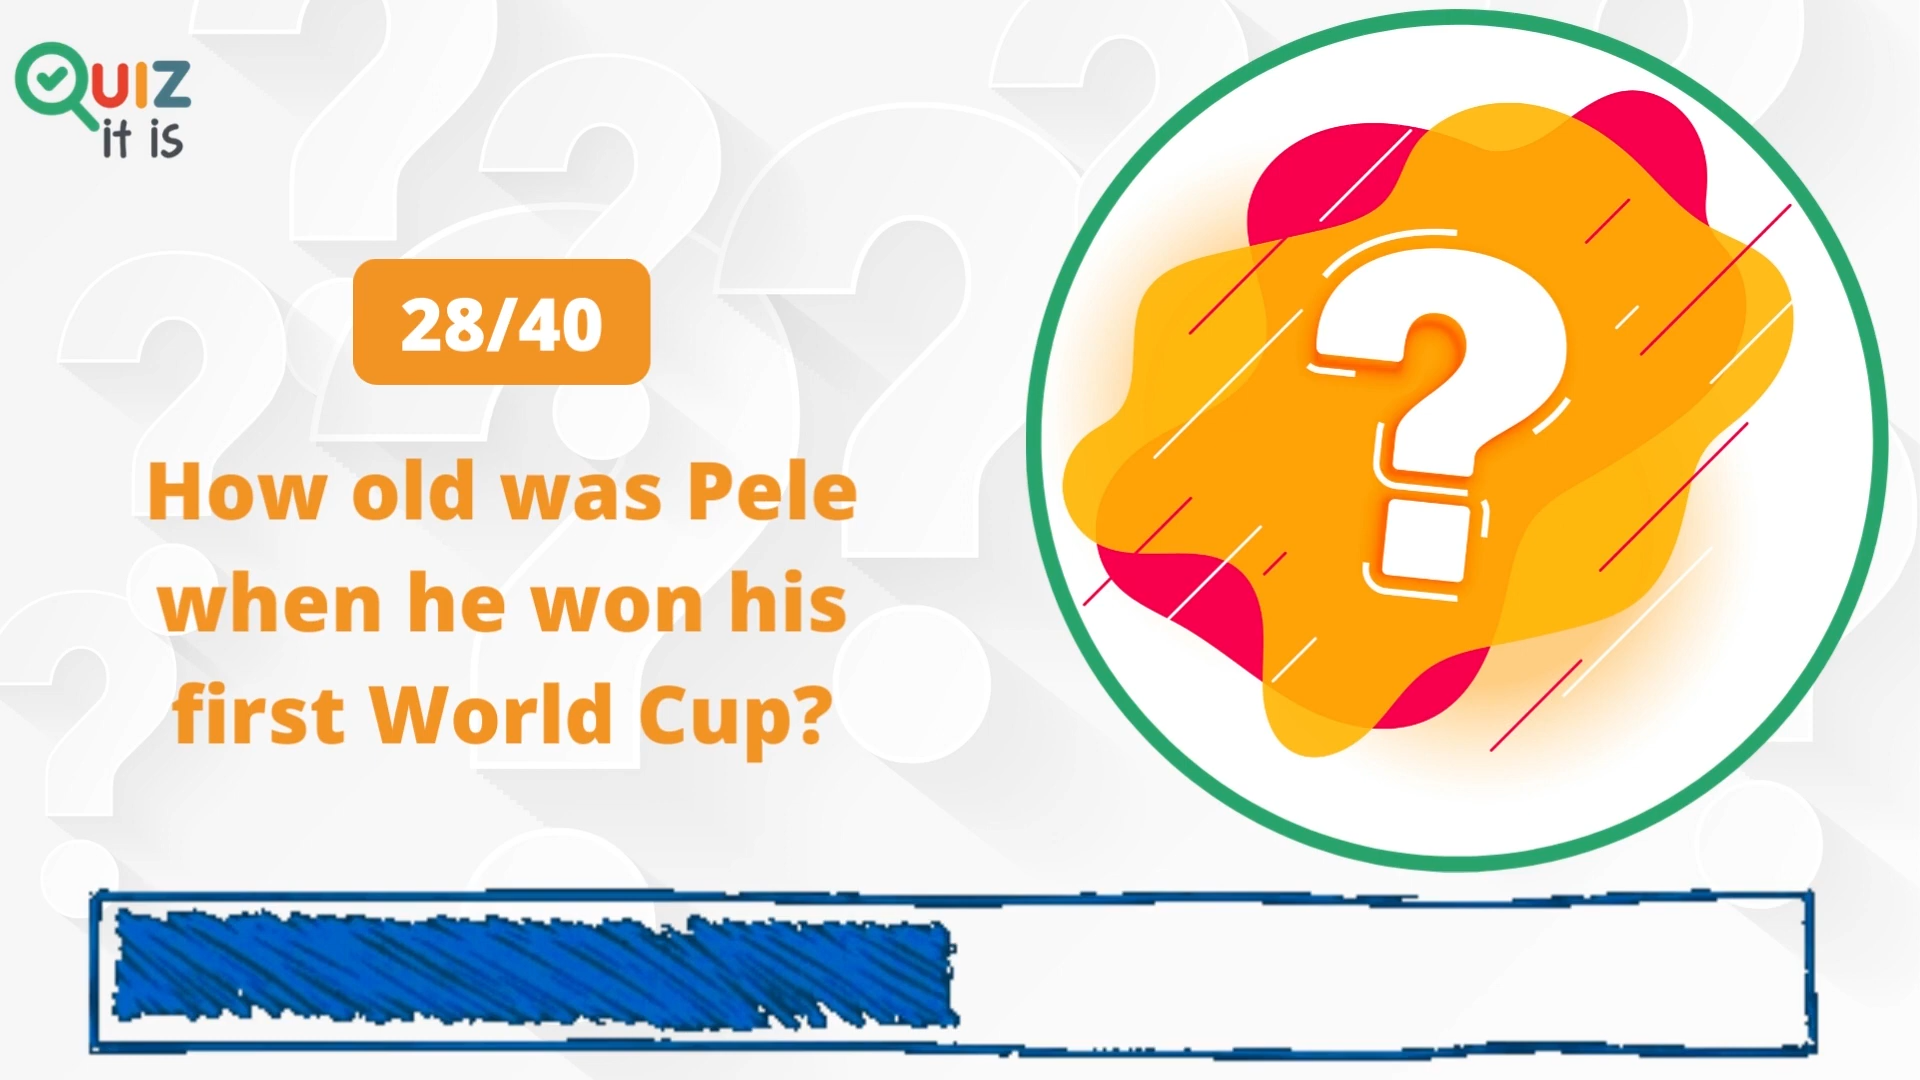 QUIZ
it is
28/40
How old was Pele
when he won his
first World Cup?